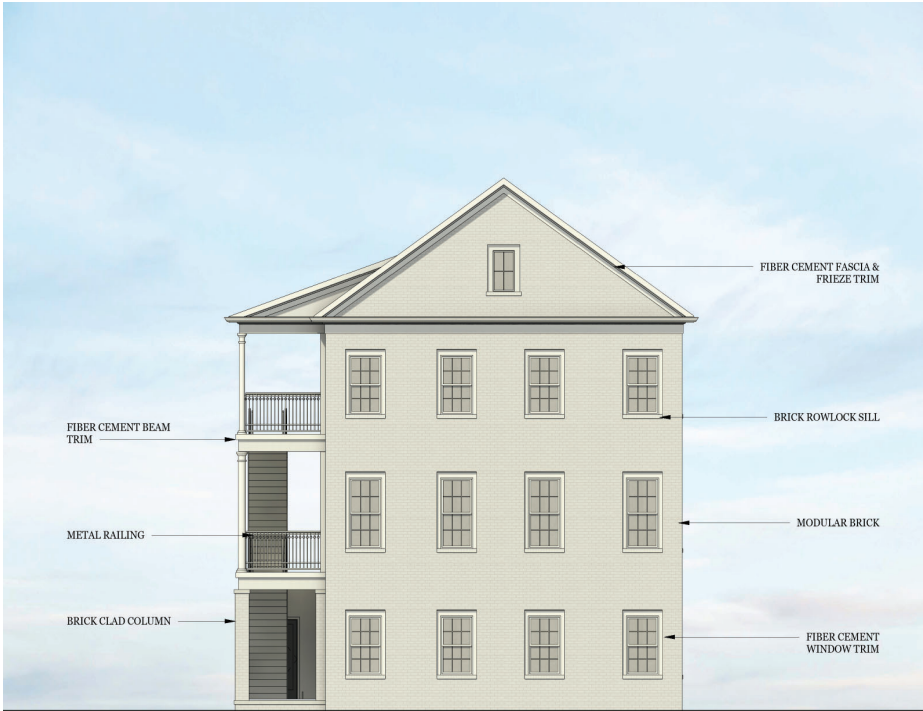 FIBER CEMENT FASCIA &
FRIEZE TRIM
BRICK ROWLOCK SILL
FIBER CEMENT BEAM
TRIM
MODULAR BRICK
METAL RAILING
BRICK CLAD COLUMN
FIBER CEMENT
WINDOW TRIM